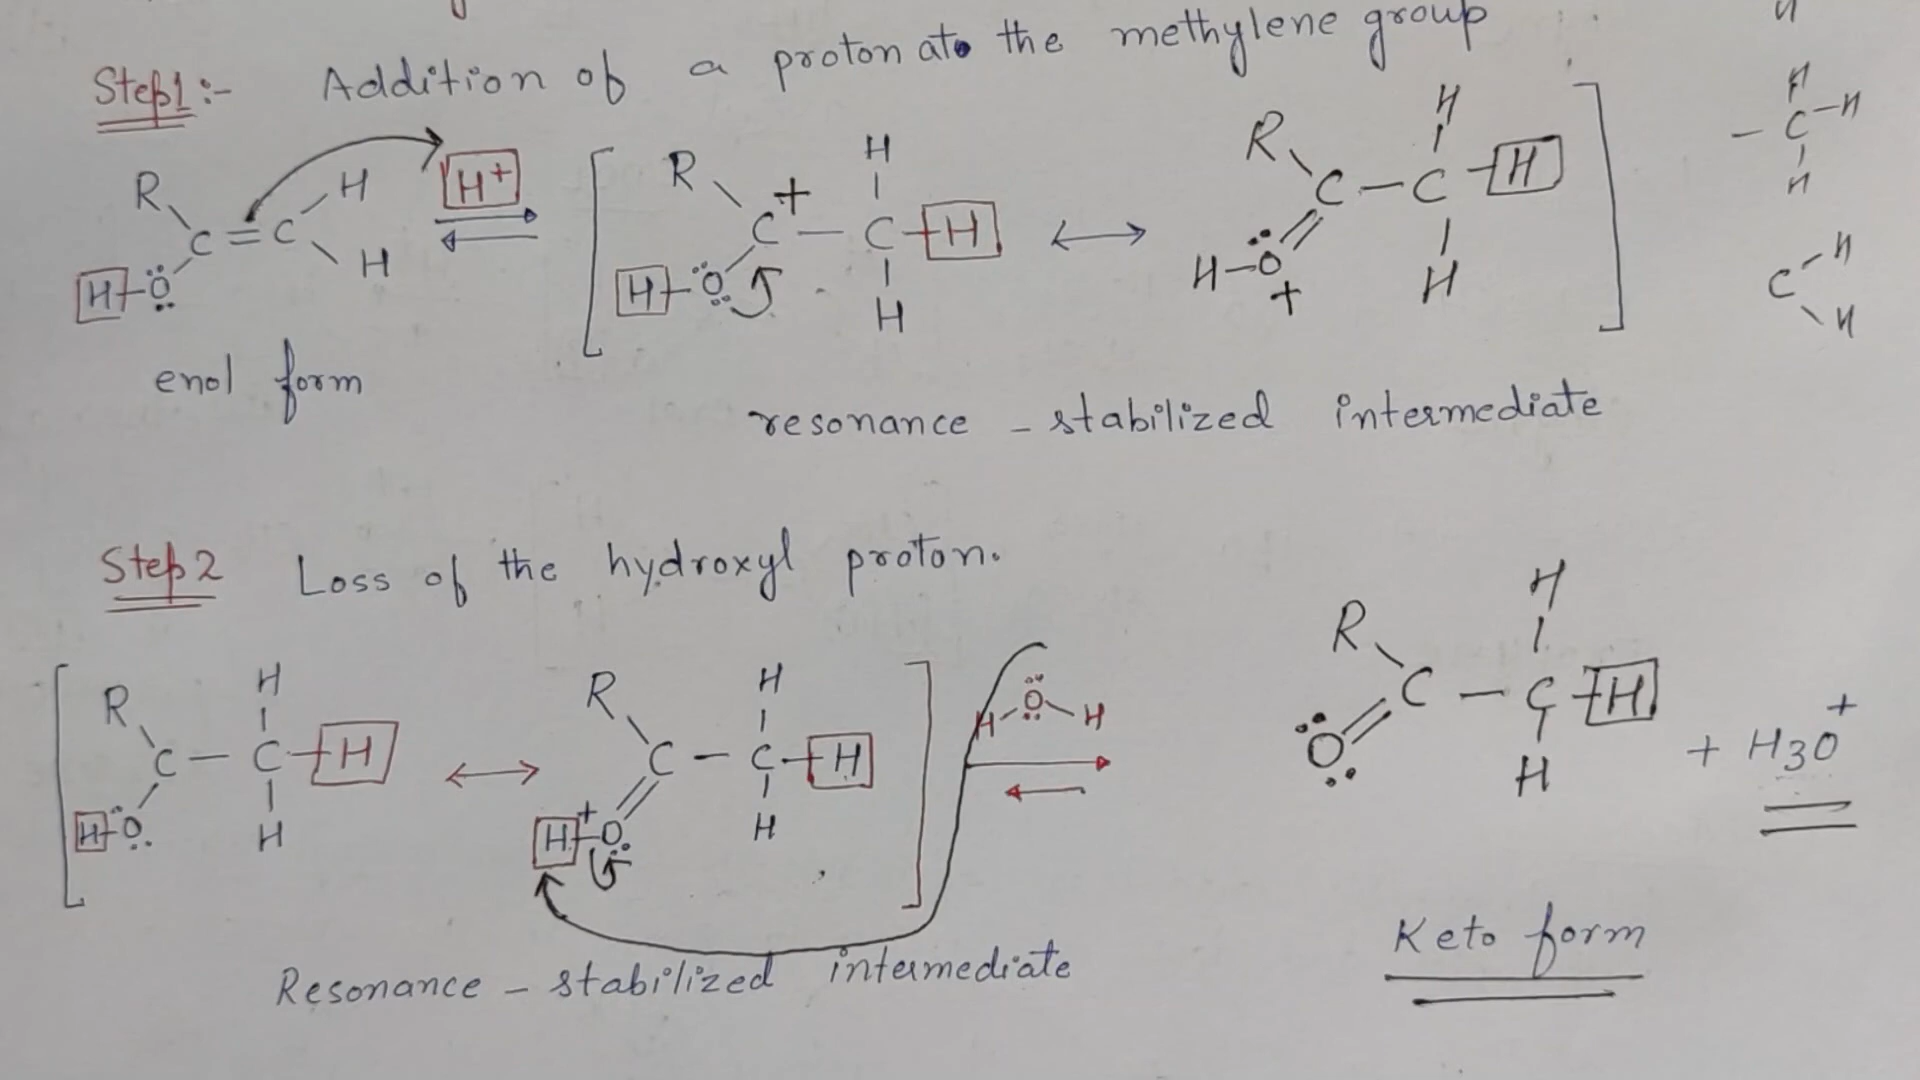 Step1:- Addition of a proton ato the methylene group
R H H+ R H R H H
C=C C+ - C - H ↔ C - C - H - C - H
H-O H H-O H H-O + H H
enol form C H H
resonance - stabilized intermediate
Step2 Loss of the hydroxyl proton.
R H R H H-O-H R H
C - C - H ↔ C - C - H C - C - H
H-O H H-O + H O H + H3O+
Keto form
Resonance - stabilized intermediate